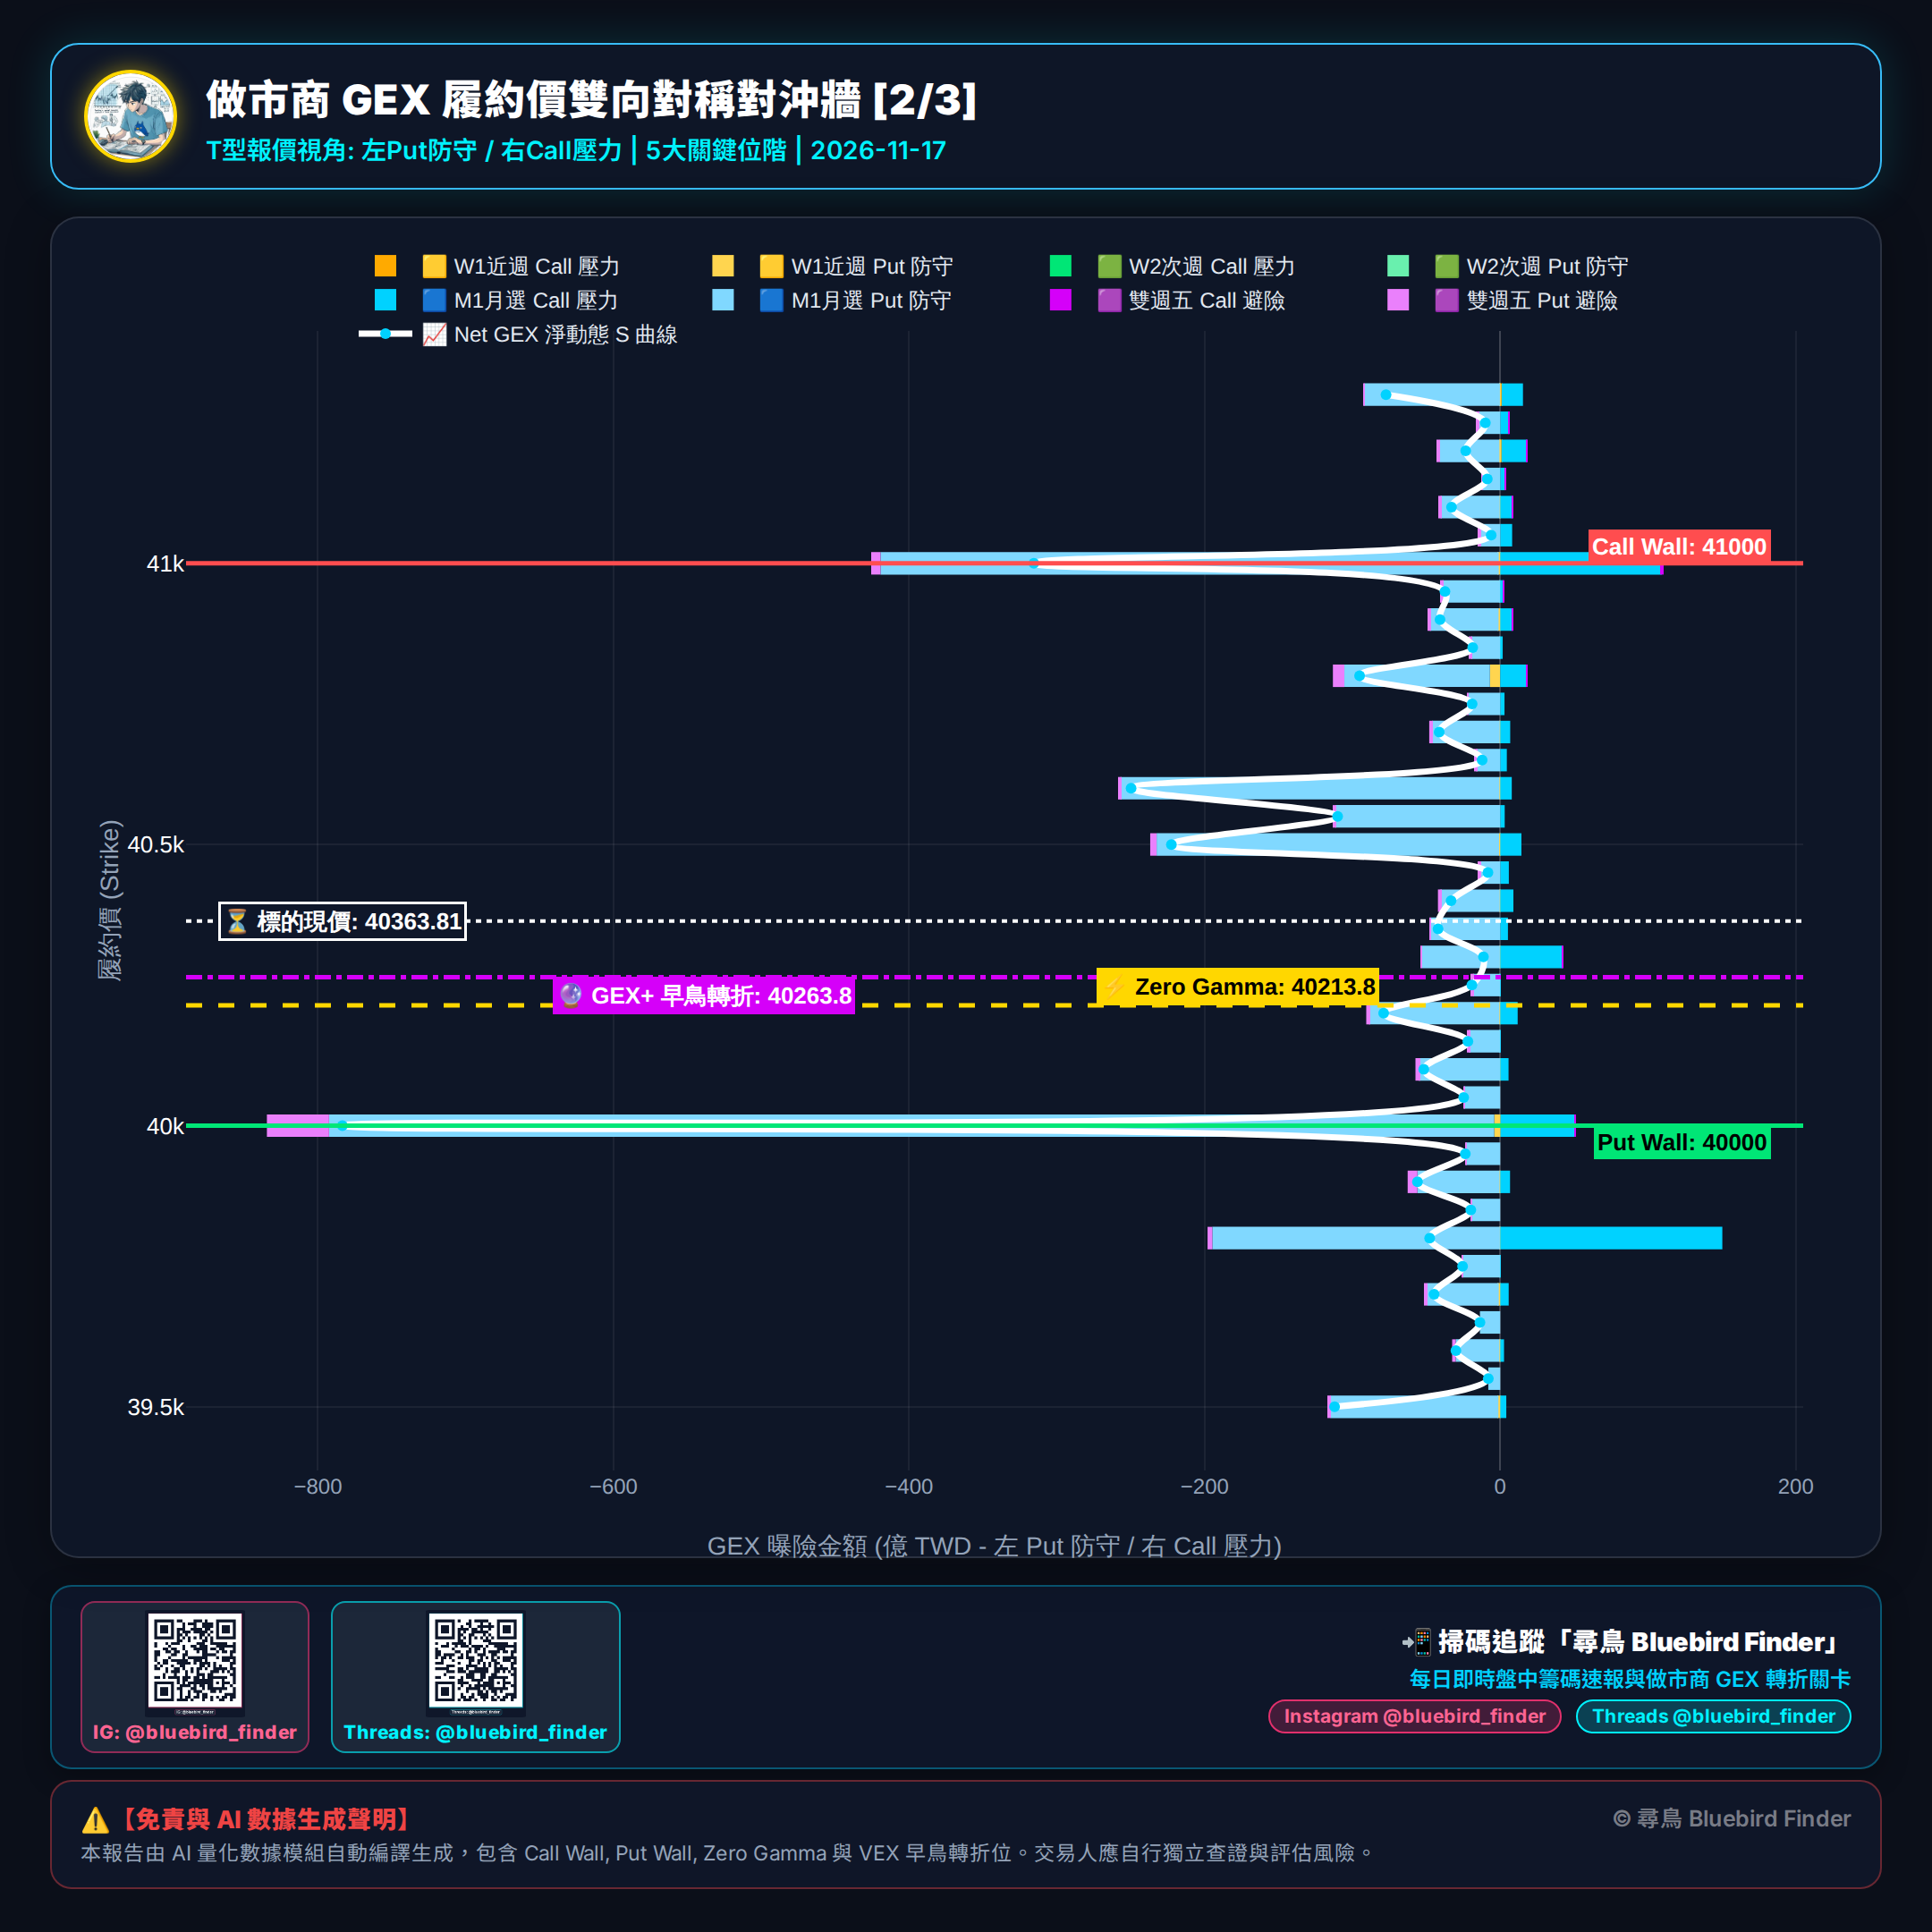 做市商 GEX 履約價雙向對稱對沖牆 [2/3]
T型報價視角: 左Put防守 / 右Call壓力 | 5大關鍵位階 | 2026-11-17
W1近週 Call 壓力
W1近週 Put 防守
W2次週 Call 壓力
W2次週 Put 防守
M1月選 Call 壓力
M1月選 Put 防守
雙週五 Call 避險
雙週五 Put 避險
Net GEX 淨動態 S 曲線
Call Wall: 41000
41k
40.5k
履約價 (Strike)
標的現價: 40363.81
GEX+ 早鳥轉折: 40263.8
Zero Gamma: 40213.8
40k
Put Wall: 40000
39.5k
−800
−600
−400
−200
0
200
GEX 曝險金額 (億 TWD - 左 Put 防守 / 右 Call 壓力)
IG: @bluebird_finder
Threads: @bluebird_finder
IG: @bluebird_finder
Threads: @bluebird_finder
掃碼追蹤「尋鳥 Bluebird Finder」
每日即時盤中籌碼速報與做市商 GEX 轉折關卡
Instagram @bluebird_finder
Threads @bluebird_finder
【免責與 AI 數據生成聲明】
© 尋鳥 Bluebird Finder
本報告由 AI 量化數據模組自動編譯生成，包含 Call Wall, Put Wall, Zero Gamma 與 VEX 早鳥轉折位。交易人應自行獨立查證與評估風險。